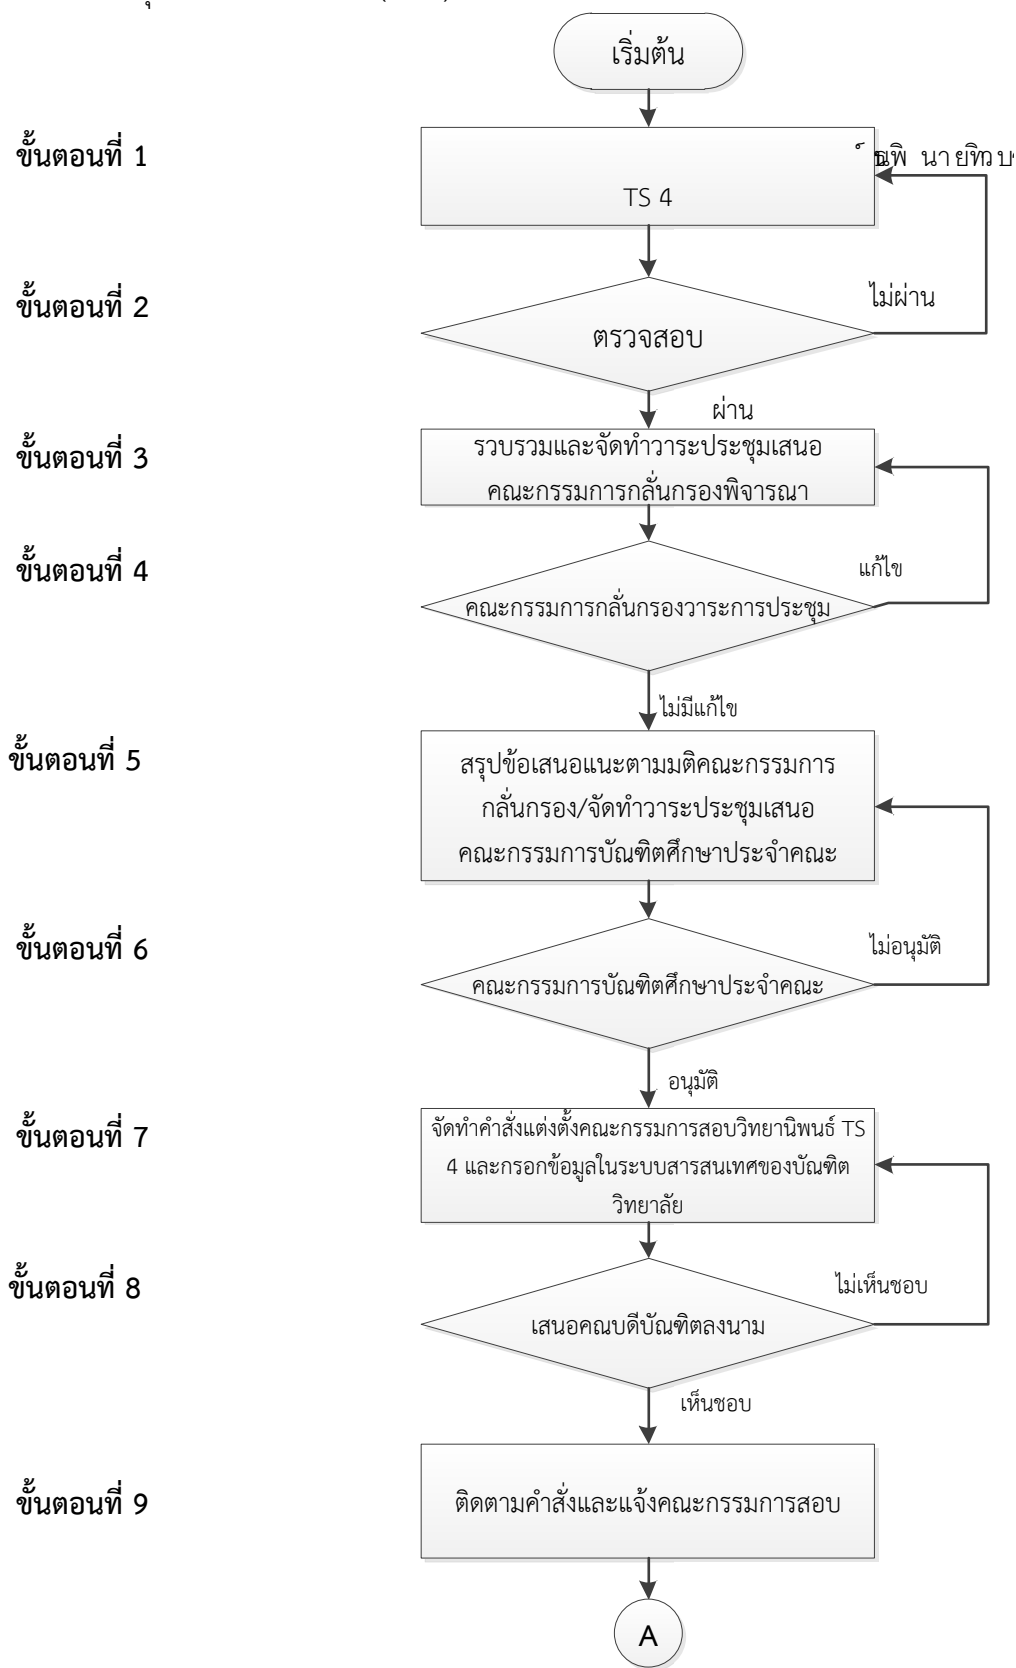 เริ่มต้น
ขั้นตอนที่ 1
TS 4
ขั้นตอนที่ 2
ไม่ผ่าน
ตรวจสอบ
ผ่าน
ขั้นตอนที่ 3
รวบรวมและจัดทำวาระประชุมเสนอ
คณะกรรมการกลั่นกรองพิจารณา
ขั้นตอนที่ 4
แก้ไข
คณะกรรมการกลั่นกรองวาระการประชุม
ไม่มีแก้ไข
ขั้นตอนที่ 5
สรุปข้อเสนอแนะตามมติคณะกรรมการ
กลั่นกรอง/จัดทำวาระประชุมเสนอ
คณะกรรมการบัณฑิตศึกษาประจำคณะ
ขั้นตอนที่ 6
ไม่อนุมัติ
คณะกรรมการบัณฑิตศึกษาประจำคณะ
อนุมัติ
ขั้นตอนที่ 7
จัดทำคำสั่งแต่งตั้งคณะกรรมการสอบวิทยานิพนธ์ TS
4 และกรอกข้อมูลในระบบสารสนเทศของบัณฑิต
วิทยาลัย
ขั้นตอนที่ 8
ไม่เห็นชอบ
เสนอคณบดีบัณฑิตลงนาม
เห็นชอบ
ขั้นตอนที่ 9
ติดตามคำสั่งและแจ้งคณะกรรมการสอบ
A